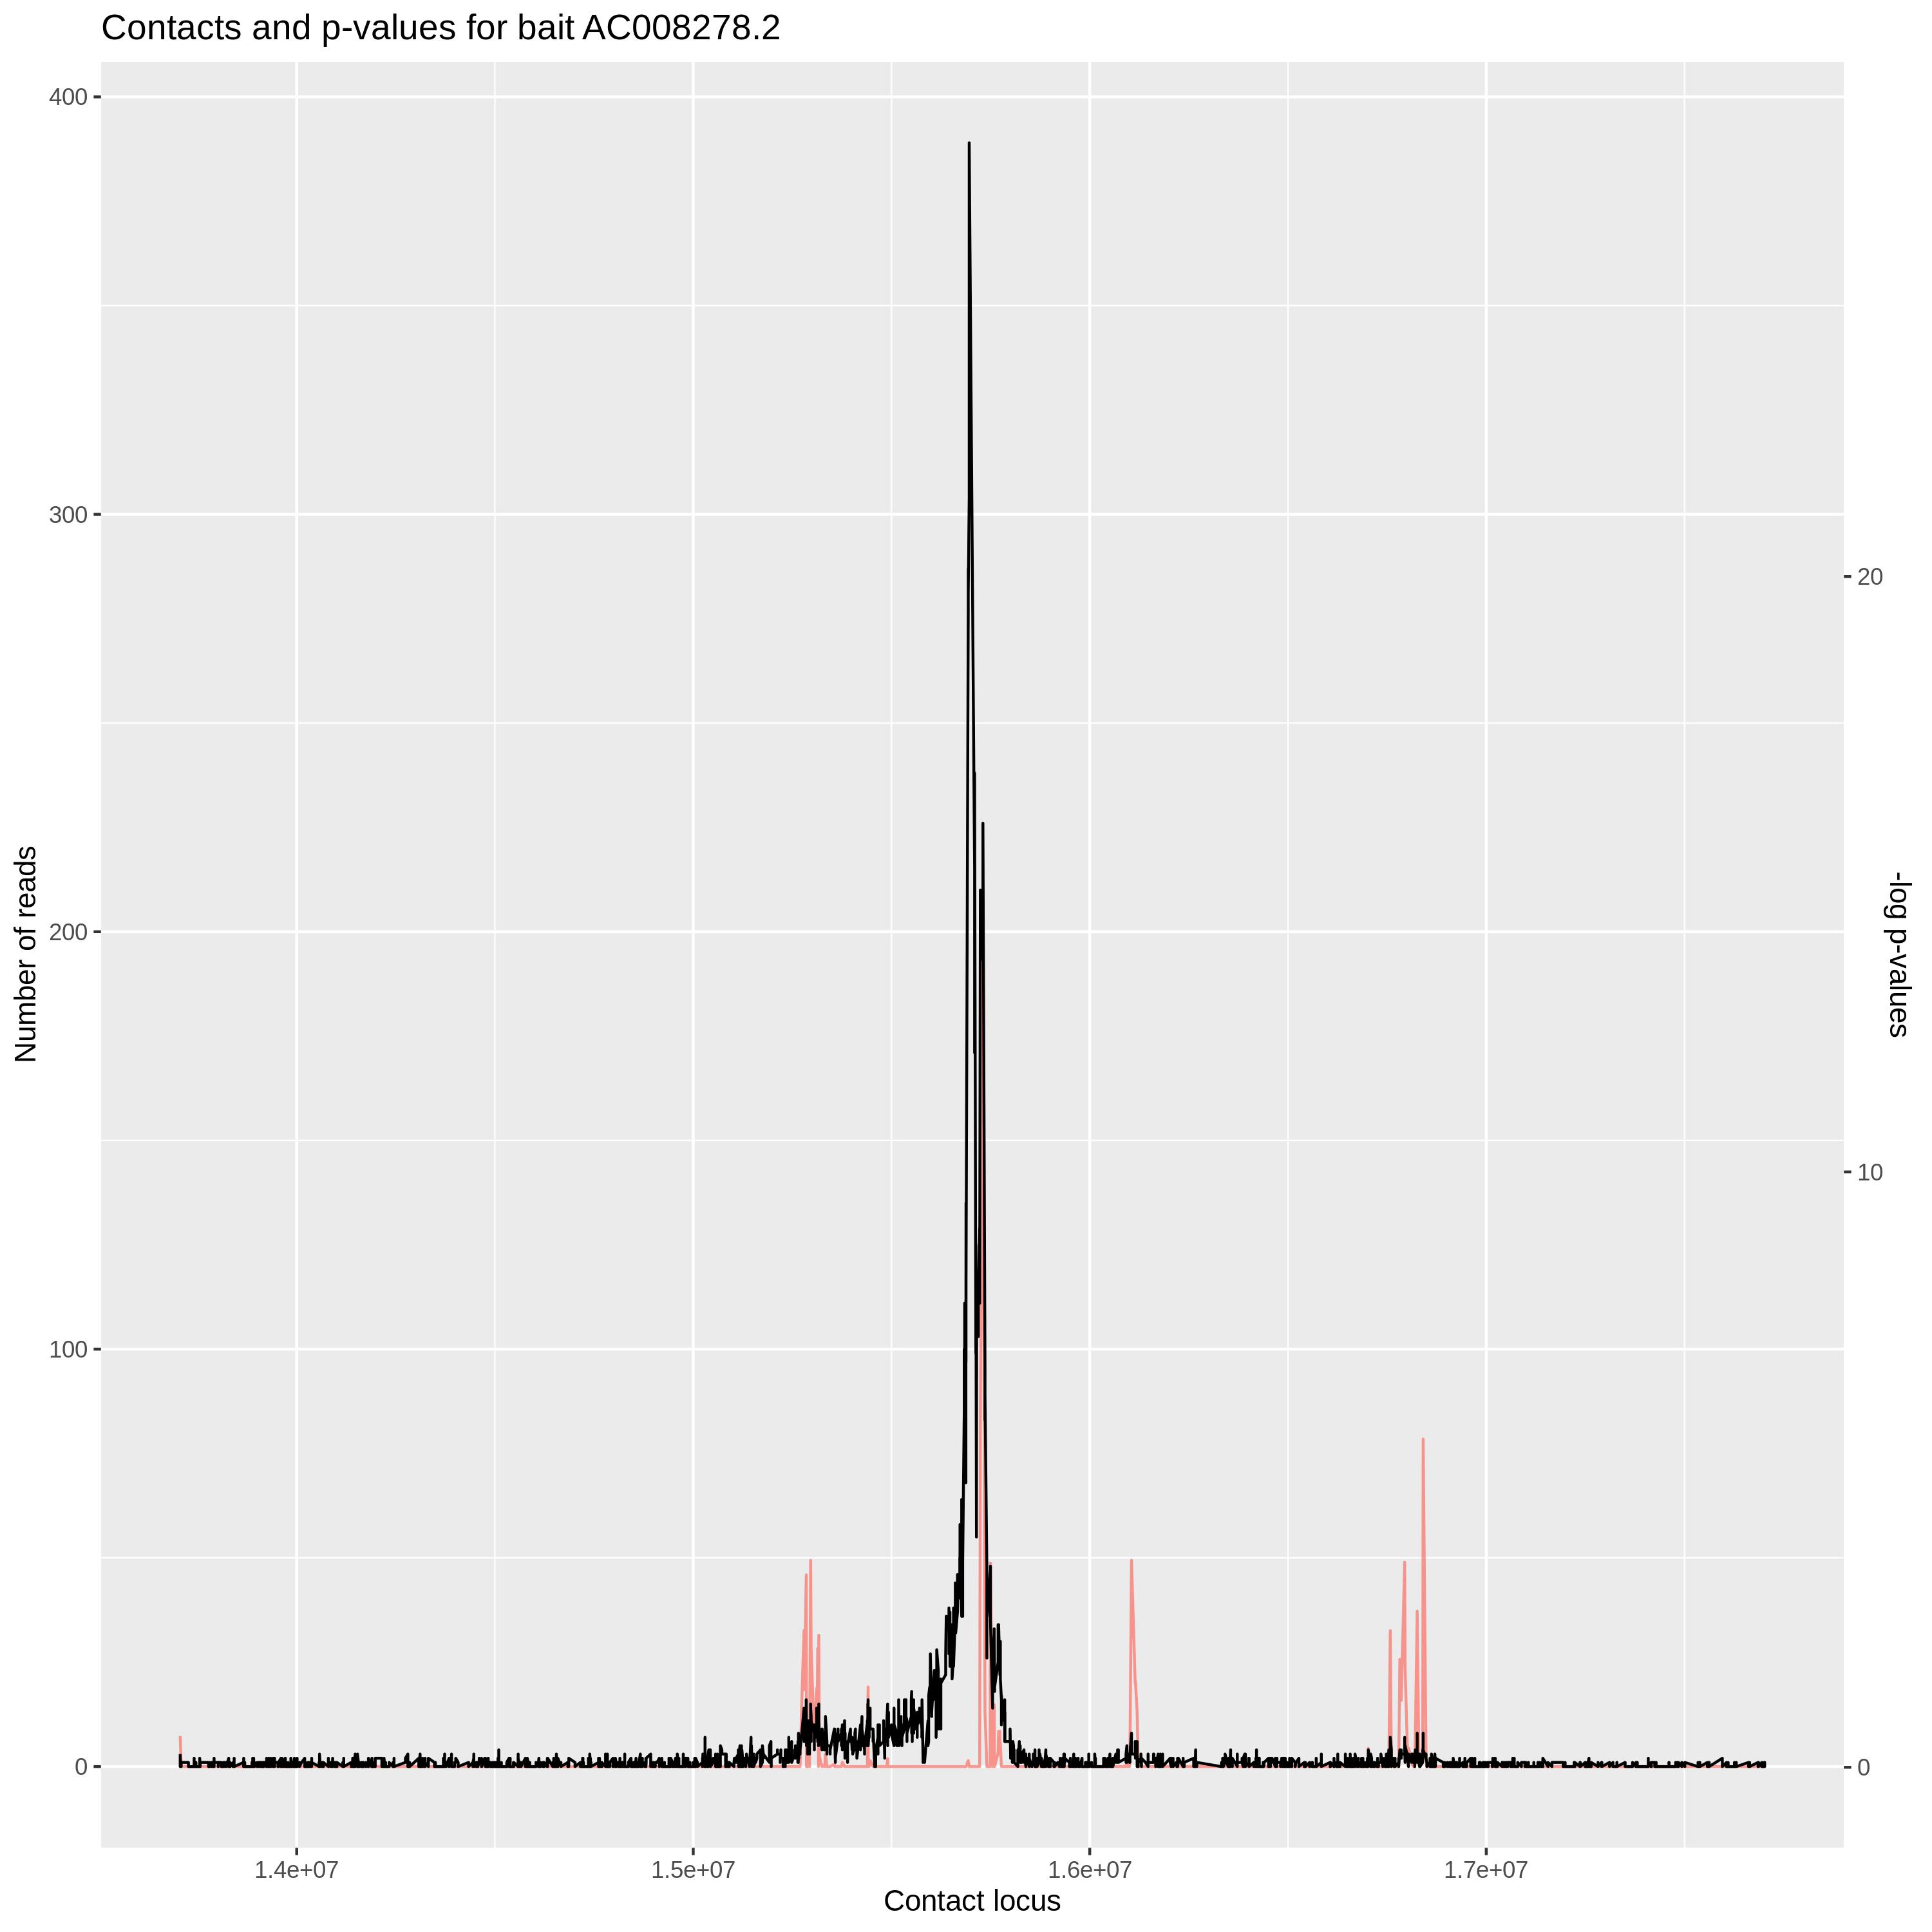 Contacts and p-values for bait AC008278.2
400
300
200
100
0
Number of reads
20
10
0
-log p-values
1.4e+07
1.5e+07
1.6e+07
1.7e+07
Contact locus